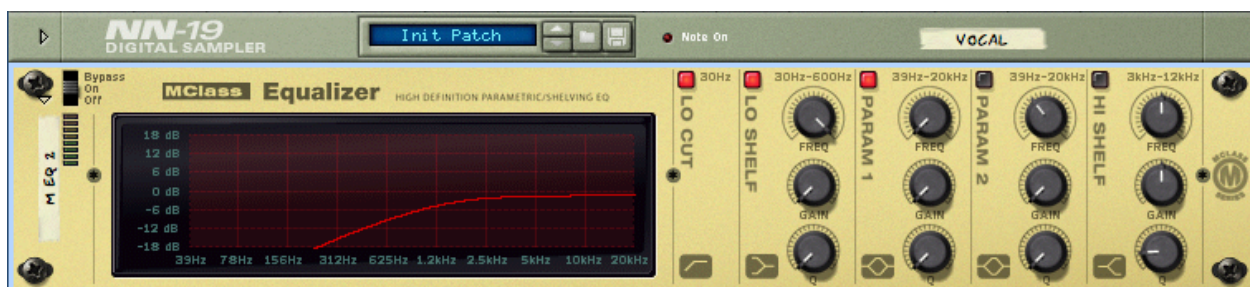 NN-19
DIGITAL SAMPLER
Init Patch
Note On
VOCAL
Bypass
On
Off
MClass Equalizer HIGH DEFINITION PARAMETRIC/SHELVING EQ
M EQ 2
18 dB
12 dB
6 dB
0 dB
-6 dB
-12 dB
-18 dB
39Hz 78Hz 156Hz 312Hz 625Hz 1.2kHz 2.5kHz 5kHz 10kHz 20kHz
30Hz
LO CUT
30Hz-600Hz
LO SHELF
FREQ
GAIN
Q
39Hz-20kHz
PARAM 1
FREQ
GAIN
Q
39Hz-20kHz
PARAM 2
FREQ
GAIN
Q
3kHz-12kHz
HI SHELF
FREQ
GAIN
Q
MCLASS
M
SERIES